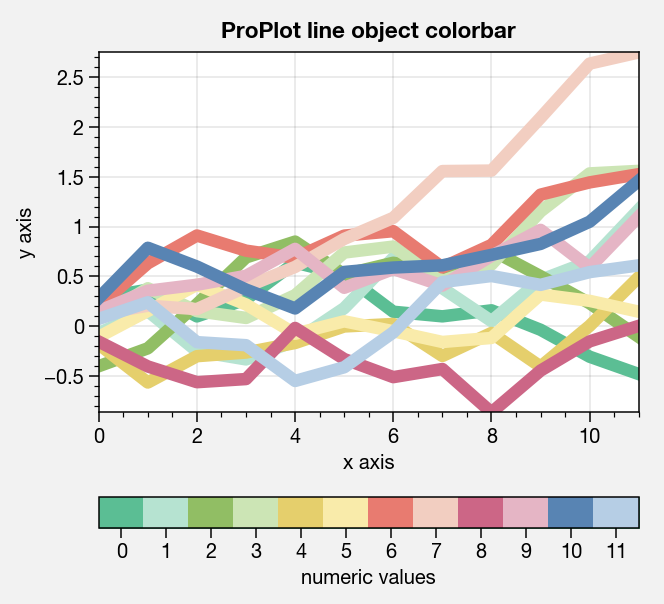 ProPlot line object colorbar
2.5
2
1.5
1
0.5
0
−0.5
y axis
0 2 4 6 8 10
x axis
0 1 2 3 4 5 6 7 8 9 10 11
numeric values